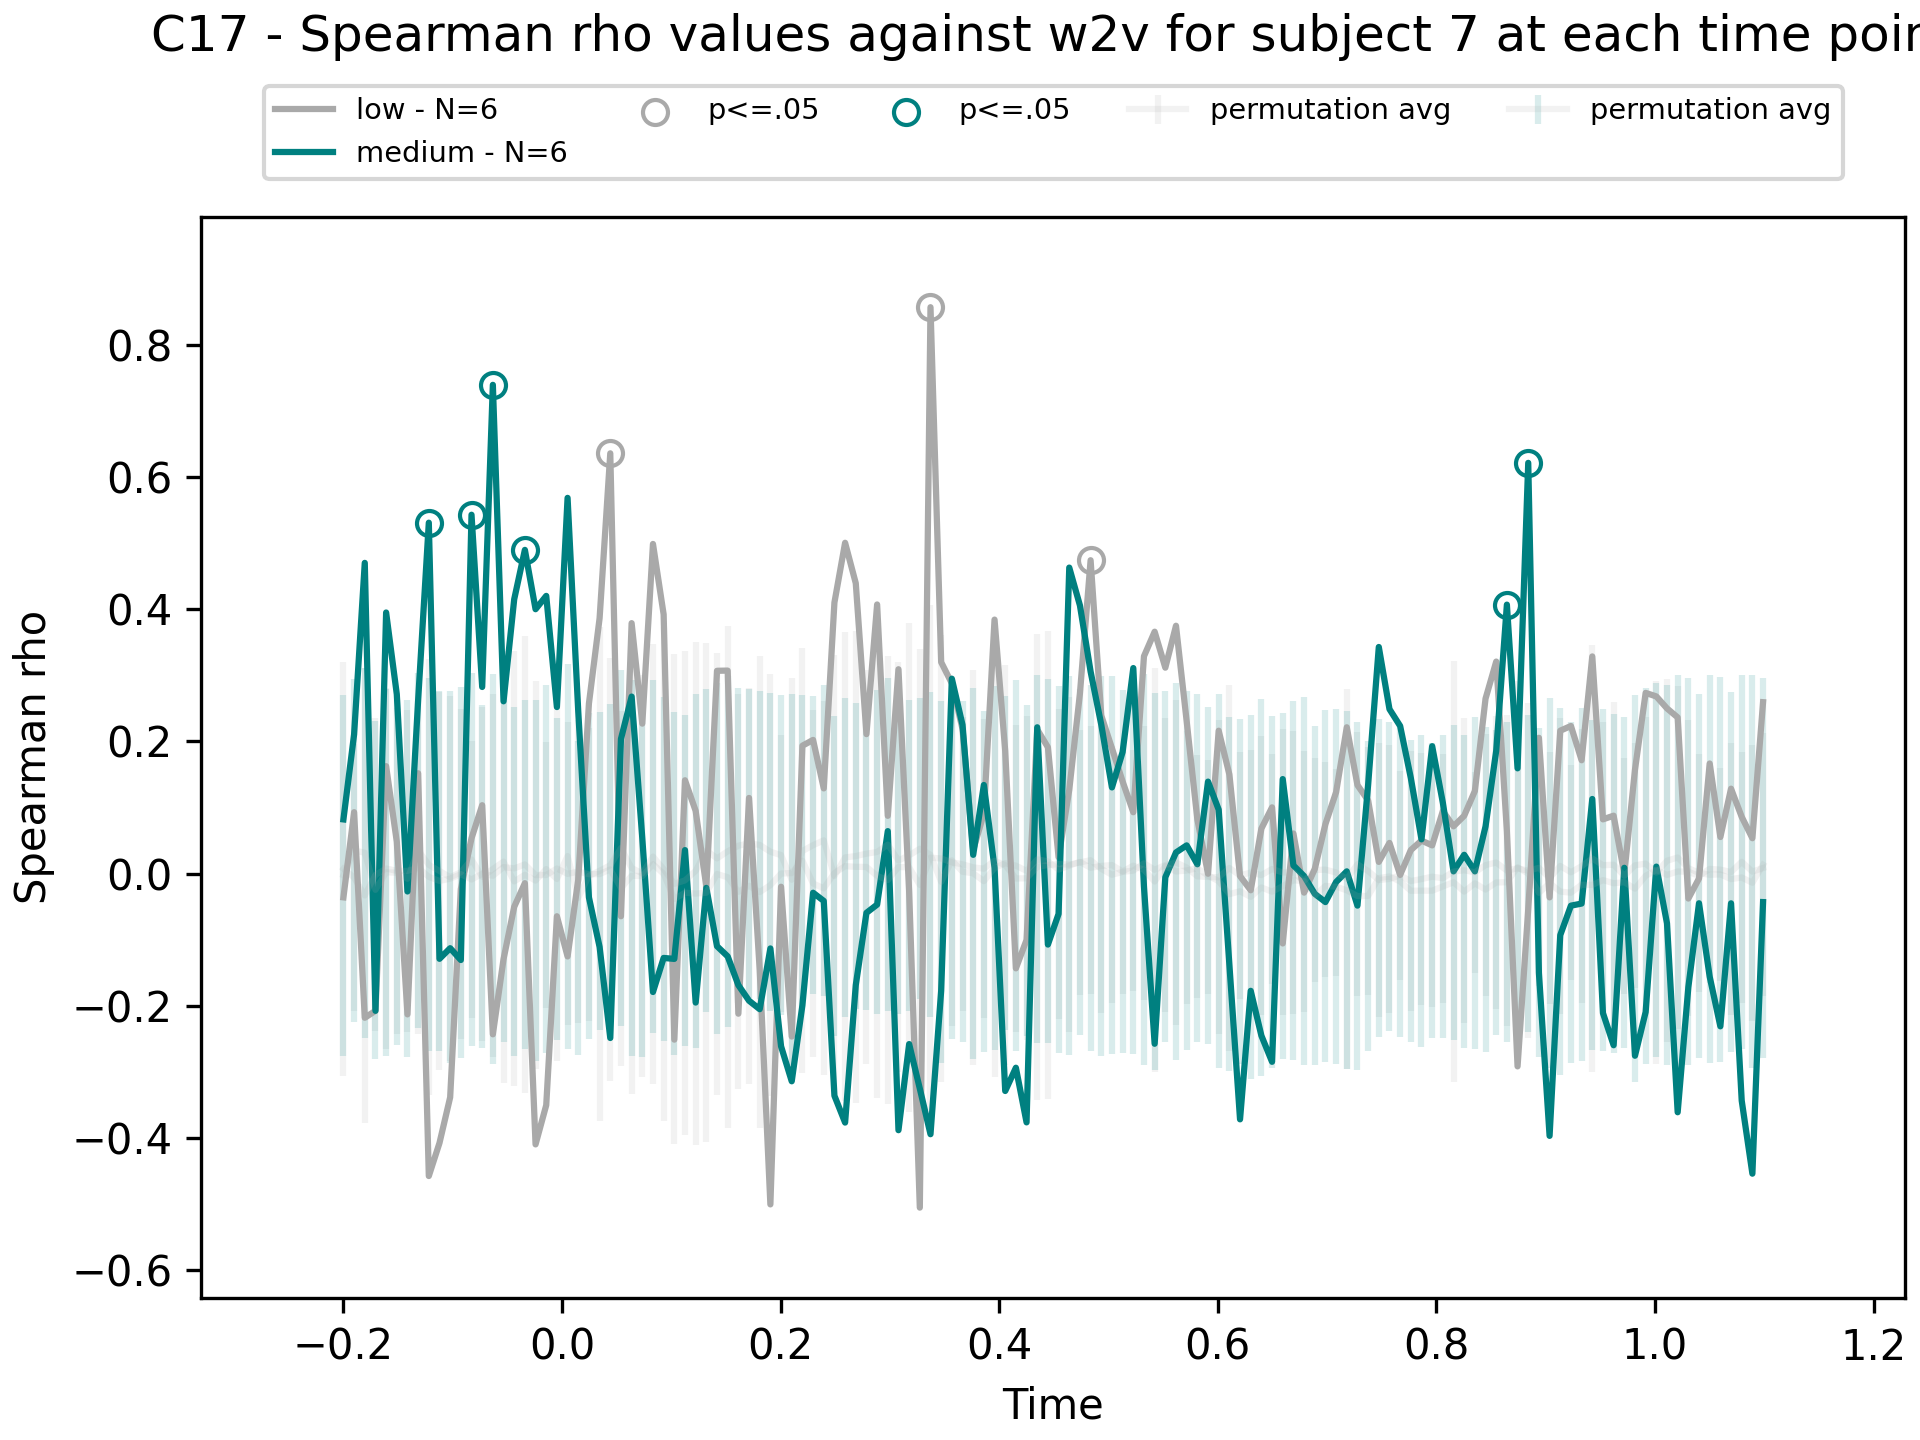 C17 - Spearman rho values against w2v for subject 7 at each time poin
low - N=6
medium - N=6
p<=.05
p<=.05
permutation avg
permutation avg
Spearman rho
0.8
0.6
0.4
0.2
0.0
−0.2
−0.4
−0.6
−0.2 0.0 0.2 0.4 0.6 0.8 1.0 1.2
Time